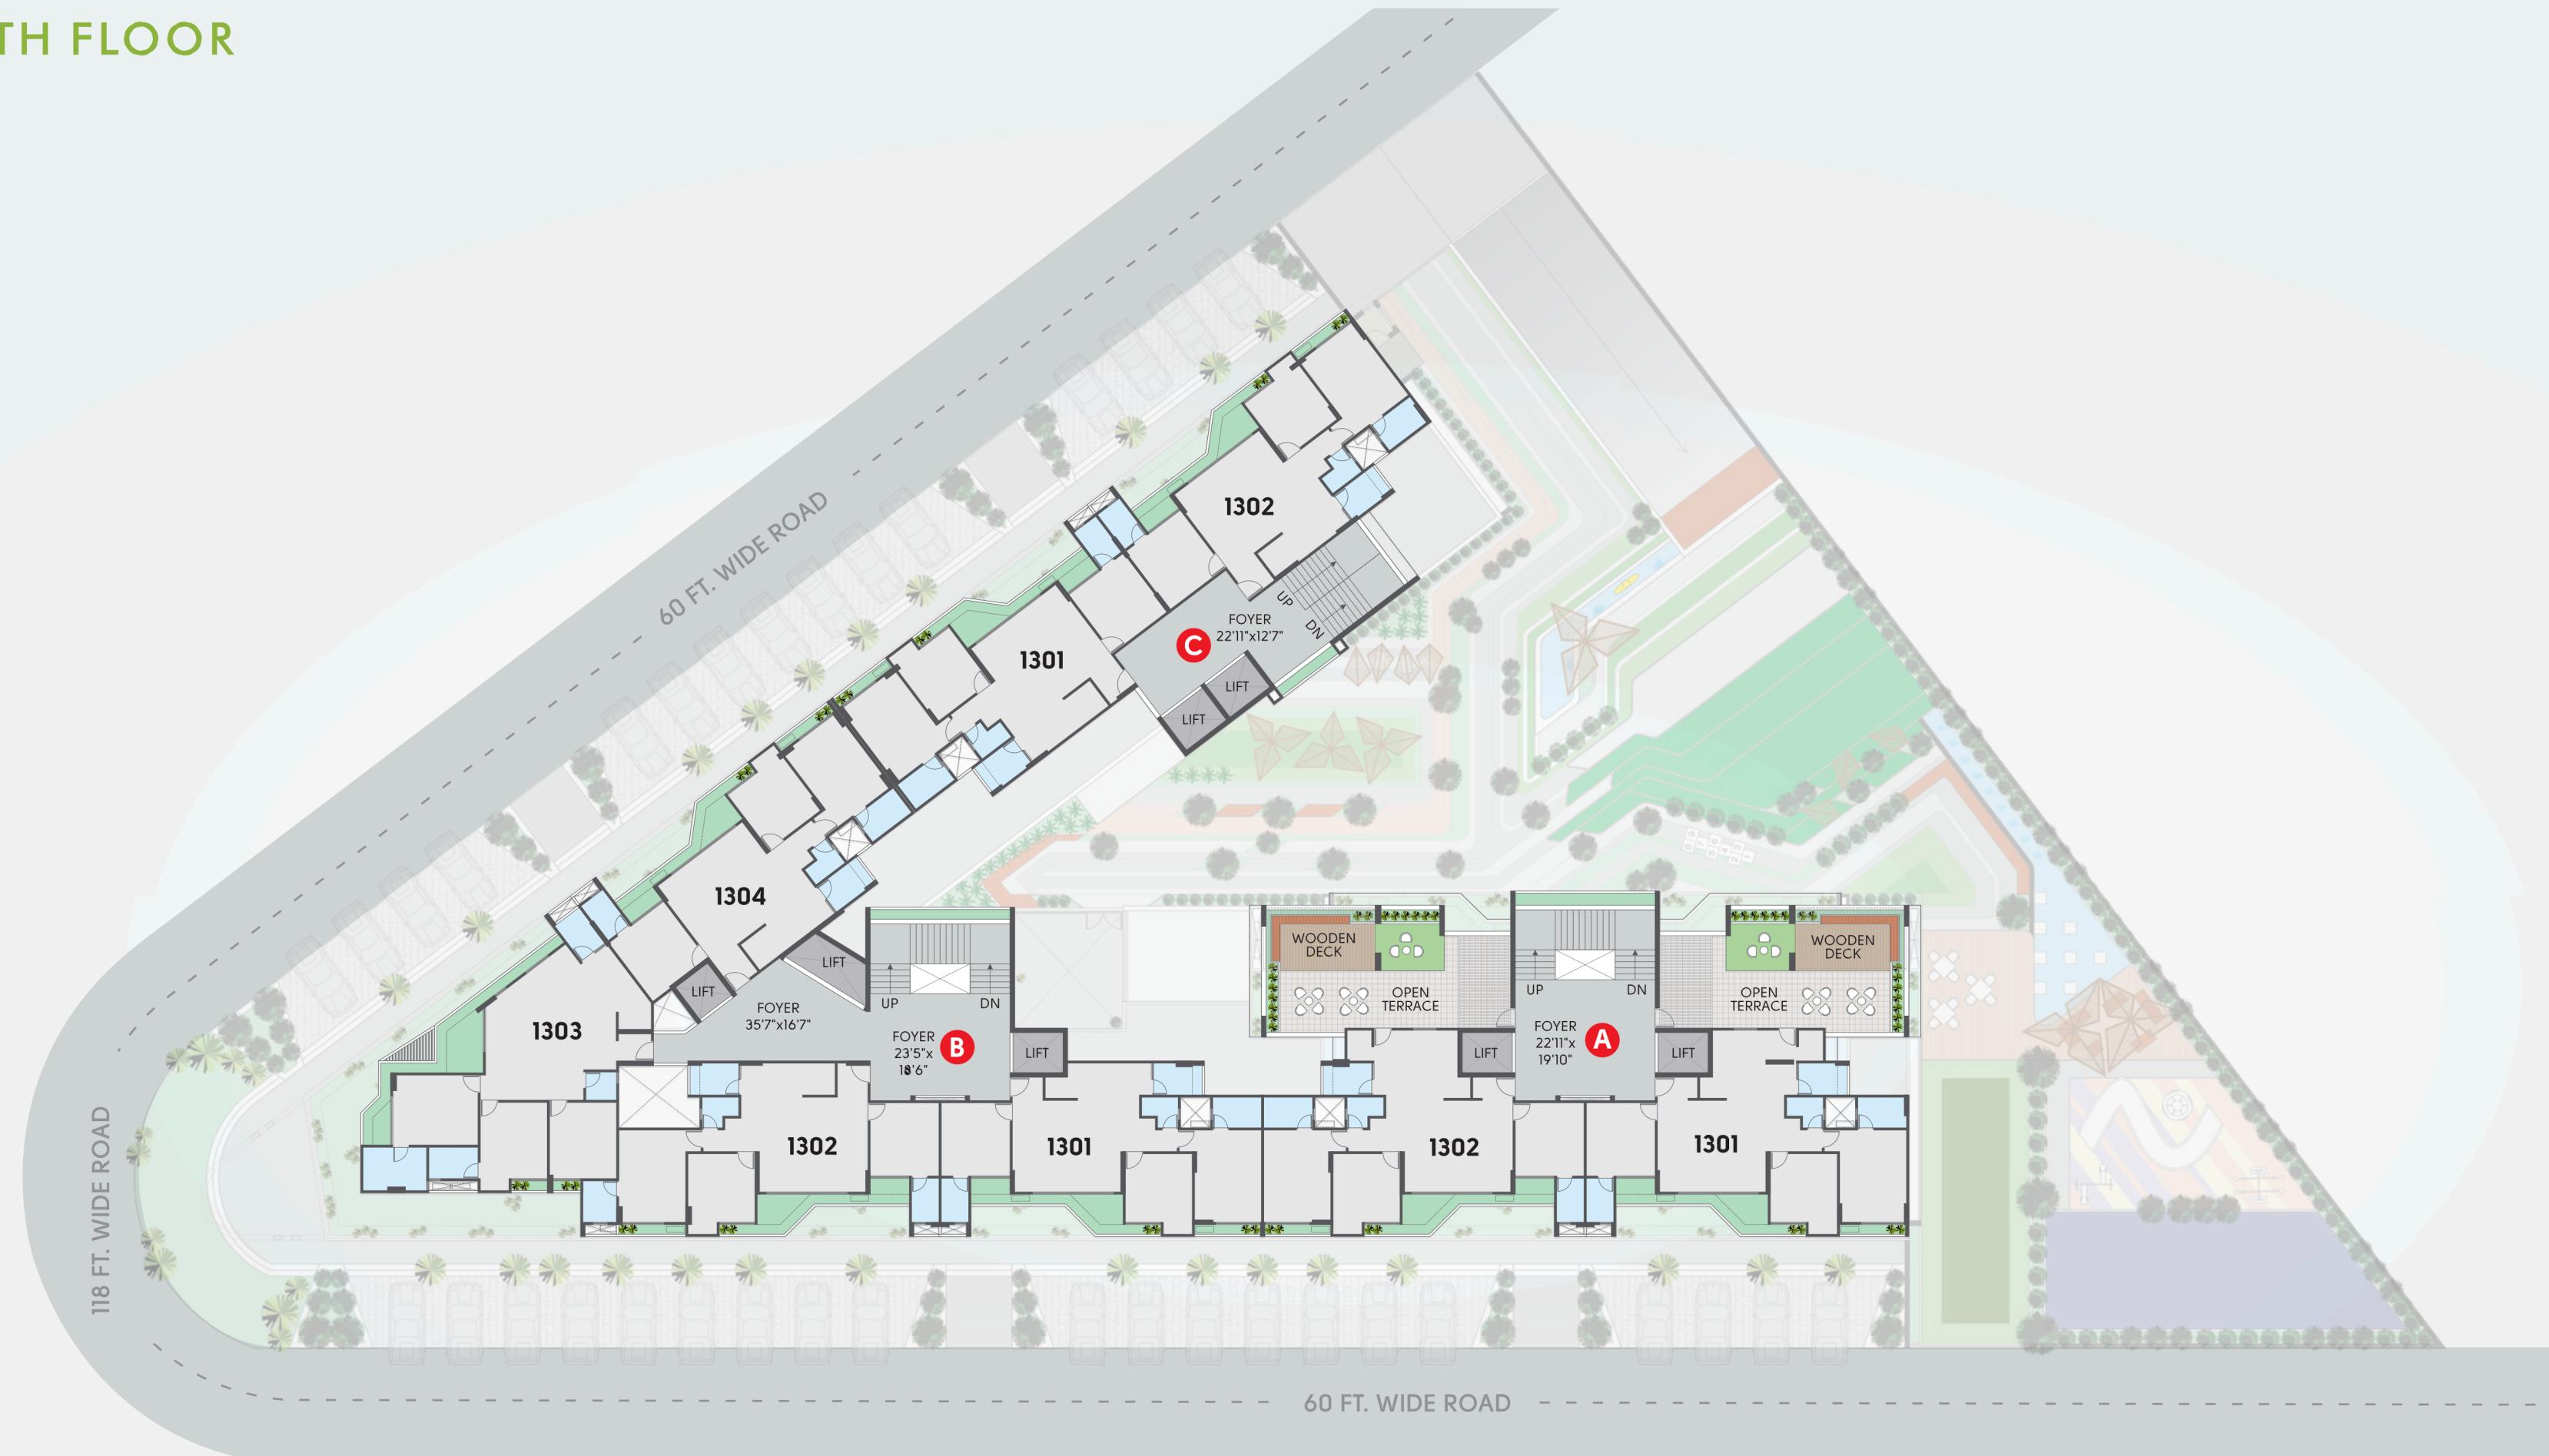 TH FLOOR
60 FT. WIDE ROAD
1302
FOYER
22'11"x12'7"
UP
DN
C
1301
LIFT
LIFT
1304
LIFT
LIFT
FOYER
35'7"x16'7"
UP
DN
FOYER
23'5"x
B
LIFT
1303
1302
1301
WOODEN
DECK
OPEN
TERRACE
UP
DN
FOYER
22'11"x
19'10"
A
LIFT
LIFT
WOODEN
DECK
OPEN
TERRACE
1302
1301
118 FT. WIDE ROAD
60 FT. WIDE ROAD